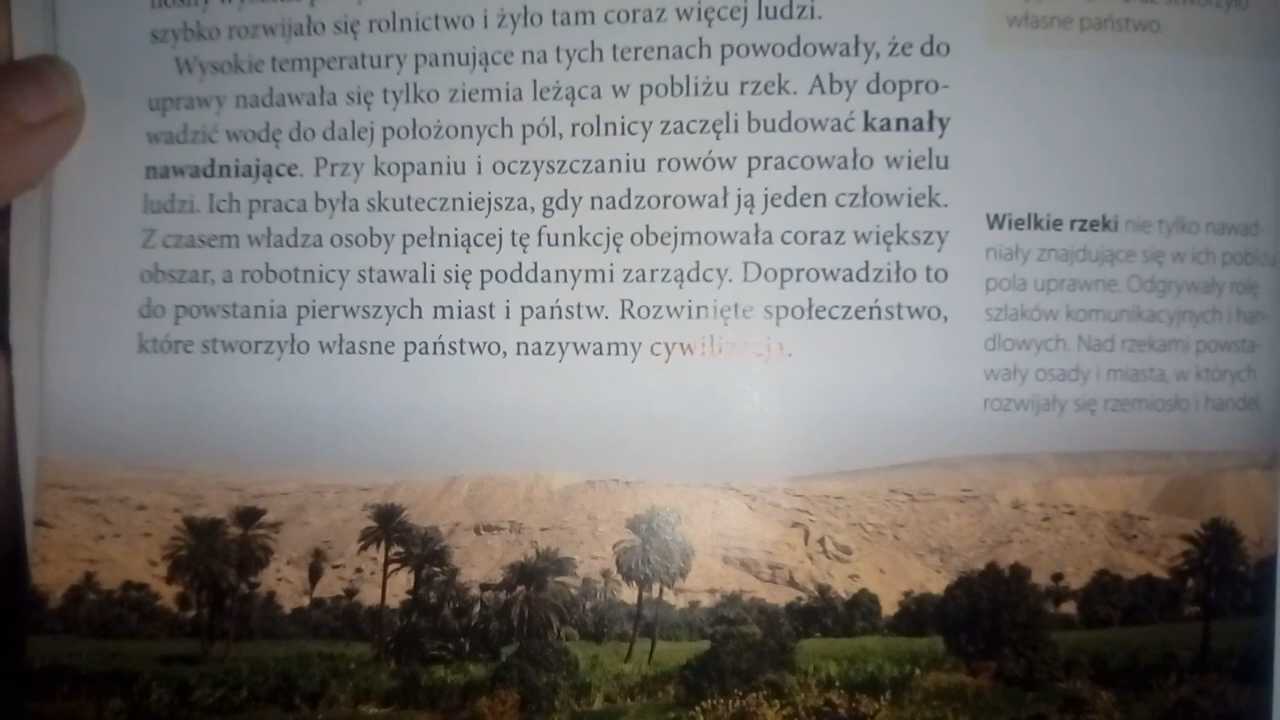 szybko rozwijało się rolnictwo i żyło tam coraz więcej ludzi.
Wysokie temperatury panujące na tych terenach powodowały, że do
uprawy nadawała się tylko ziemia leżąca w pobliżu rzek. Aby dopro-
wadzić wodę do dalej położonych pól, rolnicy zaczęli budować kanały
nawadniające. Przy kopaniu i oczyszczaniu rowów pracowało wielu
ludzi. Ich praca była skuteczniejsza, gdy nadzorował ją jeden człowiek.
Z czasem władza osoby pełniącej tę funkcję obejmowała coraz większy
obszar, a robotnicy stawali się poddanymi zarządcy. Doprowadziło to
do powstania pierwszych miast i państw. Rozwinięte społeczeństwo,
które stworzyło własne państwo, nazywamy cywilizacją.
własne państwo.
Wielkie rzeki nie tylko nawad-
niały znajdujące się w ich pobliżu
pola uprawne. Odgrywały rolę
szlaków komunikacyjnych i han-
dlowych. Nad rzekami powsta-
wały osady i miasta, w których
rozwijały się rzemiosło i handel.